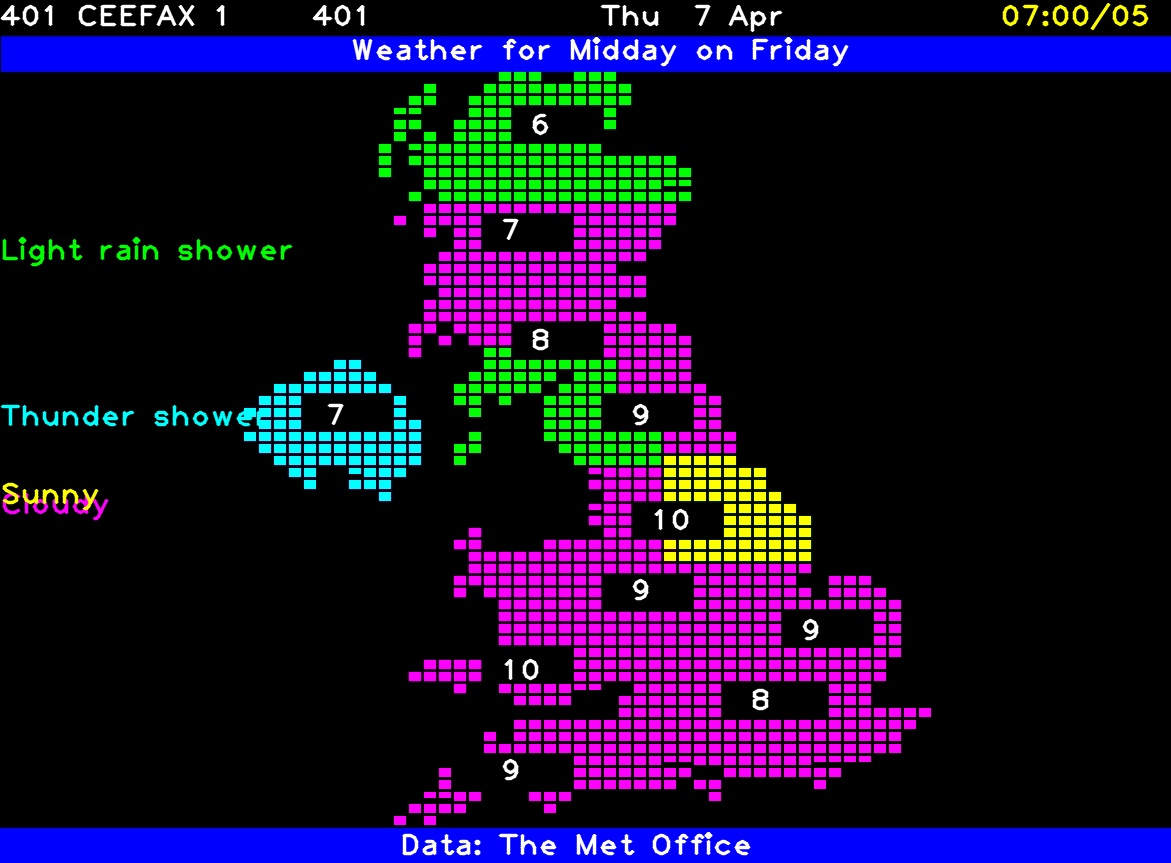 401 CEEFAX 1 401 Thu 7 Apr 07:00/05
Weather for Midday on Friday
6
7
Light rain shower
8
Thunder shower 7 9
Sunny
Cloudy
10
9
9
10
8
9
Data: The Met Office